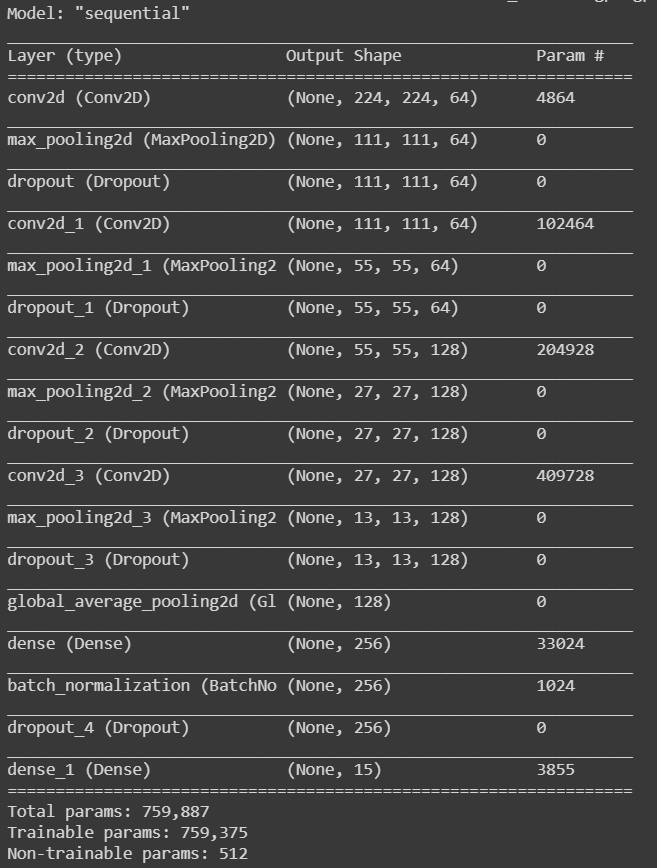 Model: "sequential"
Layer (type) Output Shape Param #
conv2d (Conv2D) (None, 224, 224, 64) 4864
max_pooling2d (MaxPooling2D) (None, 111, 111, 64) 0
dropout (Dropout) (None, 111, 111, 64) 0
conv2d_1 (Conv2D) (None, 111, 111, 64) 102464
max_pooling2d_1 (MaxPooling2 (None, 55, 55, 64) 0
dropout_1 (Dropout) (None, 55, 55, 64) 0
conv2d_2 (Conv2D) (None, 55, 55, 128) 204928
max_pooling2d_2 (MaxPooling2 (None, 27, 27, 128) 0
dropout_2 (Dropout) (None, 27, 27, 128) 0
conv2d_3 (Conv2D) (None, 27, 27, 128) 409728
max_pooling2d_3 (MaxPooling2 (None, 13, 13, 128) 0
dropout_3 (Dropout) (None, 13, 13, 128) 0
global_average_pooling2d (Gl (None, 128) 0
dense (Dense) (None, 256) 33024
batch_normalization (BatchNo (None, 256) 1024
dropout_4 (Dropout) (None, 256) 0
dense_1 (Dense) (None, 15) 3855
Total params: 759,887
Trainable params: 759,375
Non-trainable params: 512